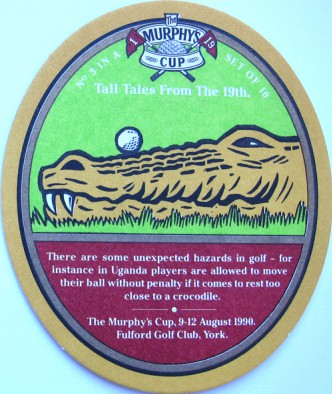 The
MURPHY'S
CUP
1
19
Nº 3 IN A
SET OF 10
Tall Tales From The 19th.
There are some unexpected hazards in golf – for
instance in Uganda players are allowed to move
their ball without penalty if it comes to rest too
close to a crocodile.
The Murphy's Cup, 9-12 August 1990.
Fulford Golf Club, York.